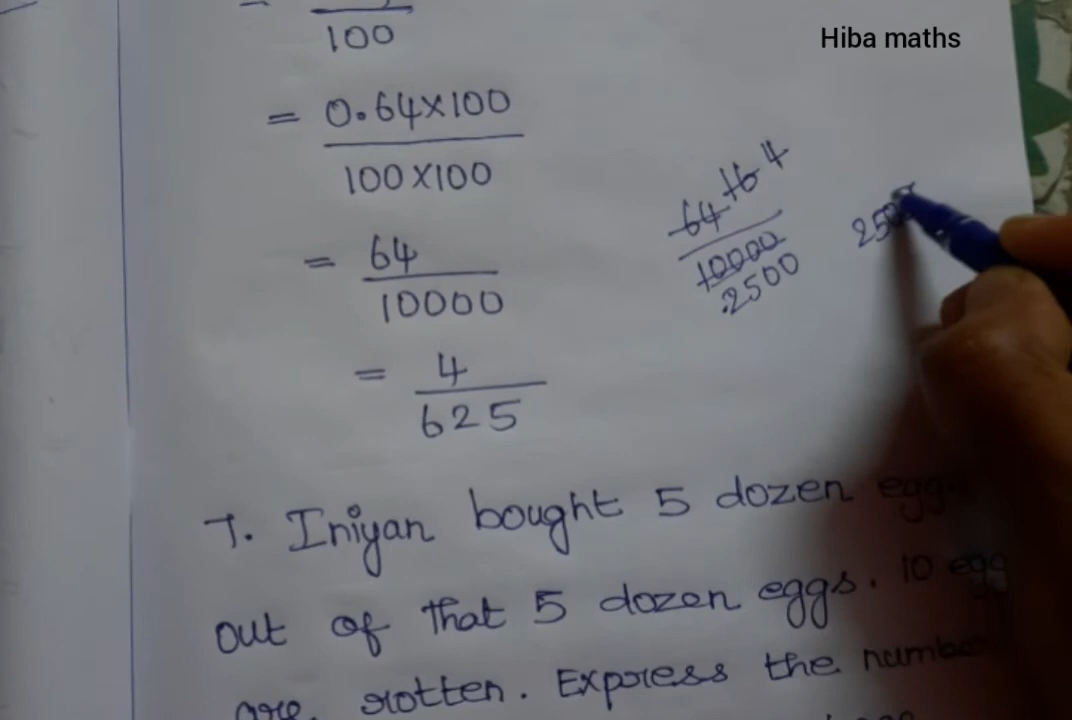 Hiba maths
100
= 0.64×100
100×100
= 64
10000
= 4
625
64 16 4
10000
2500
7. Iniyan bought 5 dozen
out of that 5 dozen eggs. 10
are rotten. Express the